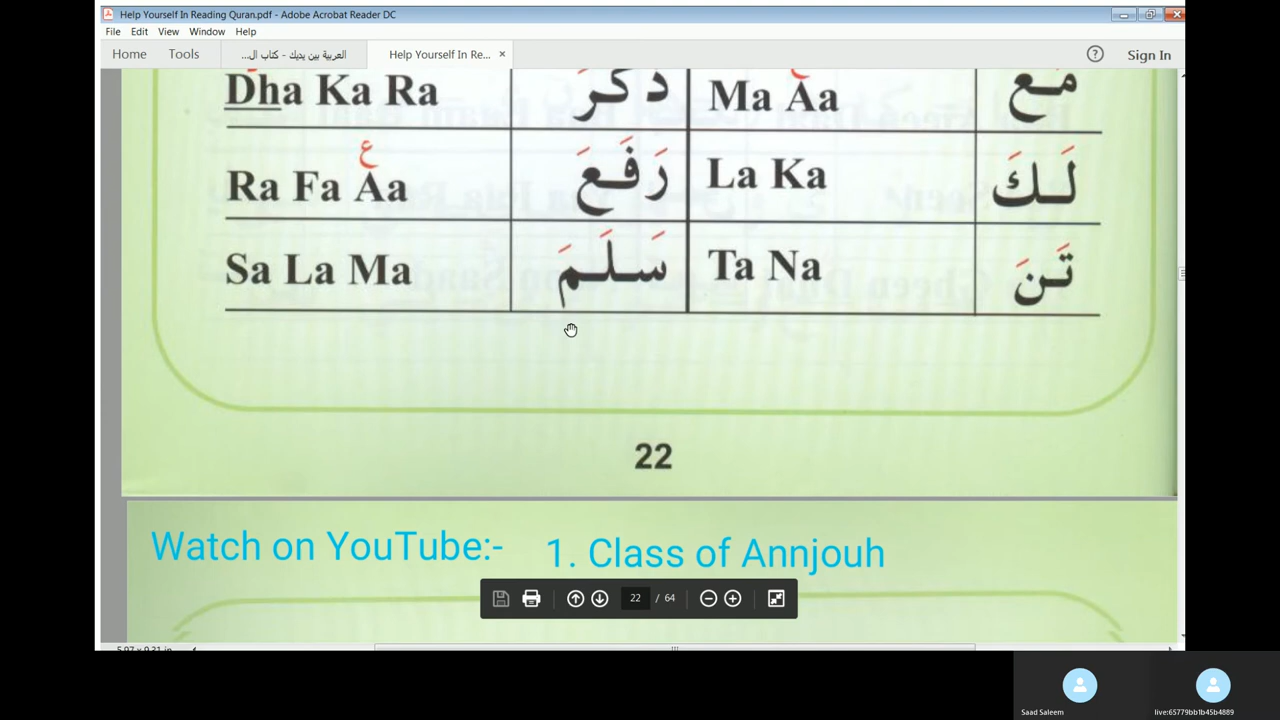 Help Yourself In Reading Quran.pdf - Adobe Acrobat Reader DC
File Edit View Window Help
Home Tools العربية بين يديك - كتاب ال... Help Yourself In Re... × ? Sign In
Dha Ka Ra ذَكَرَ Ma Aa مَعَ
ع
Ra Fa Aa رَفَعَ La Ka لَكَ
Sa La Ma سَلَمَ Ta Na تَنَ
22
Watch on YouTube:- 1. Class of Annjouh
22 / 64
Saad Saleem live:65779bb1b45b4889